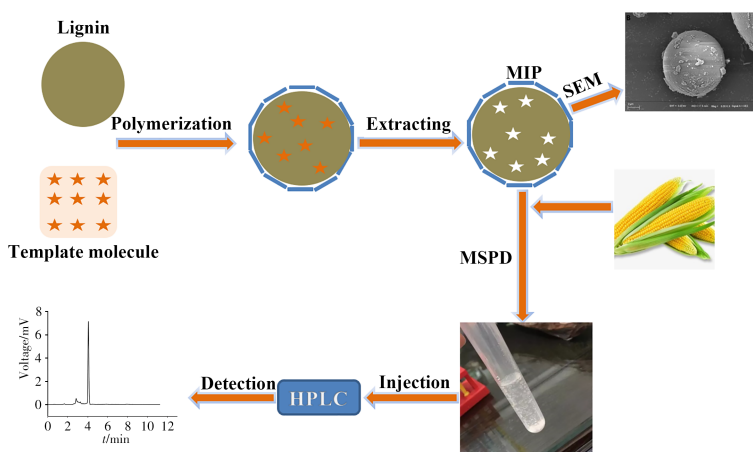 Lignin
Polymerization
Template molecule
Extracting
MIP
SEM
MSPD
Injection
HPLC
Detection
Voltage/mV
8
6
4
2
0
0 2 4 6 8 10 12
t/min